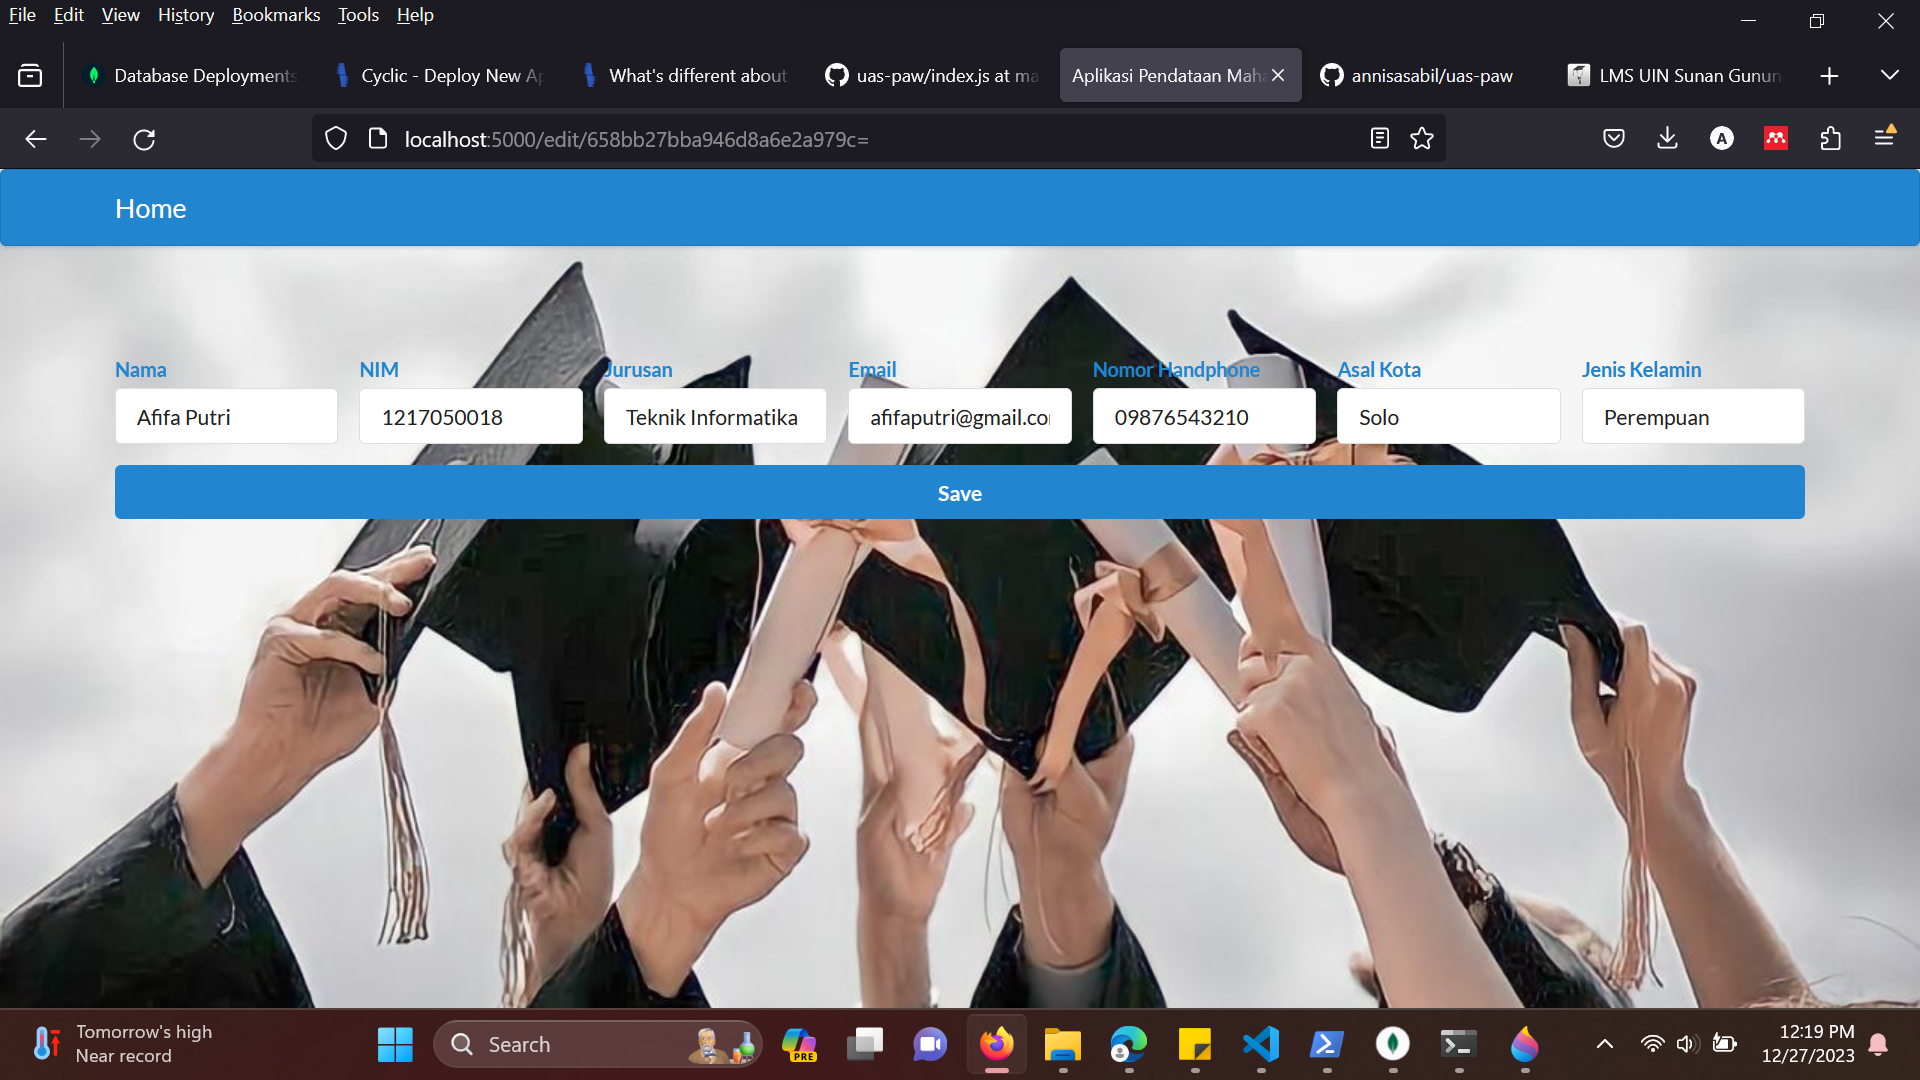 File Edit View History Bookmarks Tools Help
Database Deployments
Cyclic - Deploy New Ap
What's different about
uas-paw/index.js at ma
Aplikasi Pendataan Maha
annisasabil/uas-paw
LMS UIN Sunan Gunun
localhost:5000/edit/658bb27bba946d8a6e2a979c=
A
Home
Nama NIM Jurusan Email Nomor Handphone Asal Kota Jenis Kelamin
Afifa Putri 1217050018 Teknik Informatika afifaputri@gmail.co 09876543210 Solo Perempuan
Save
Tomorrow's high
Near record
Search
PRE
12:19 PM
12/27/2023